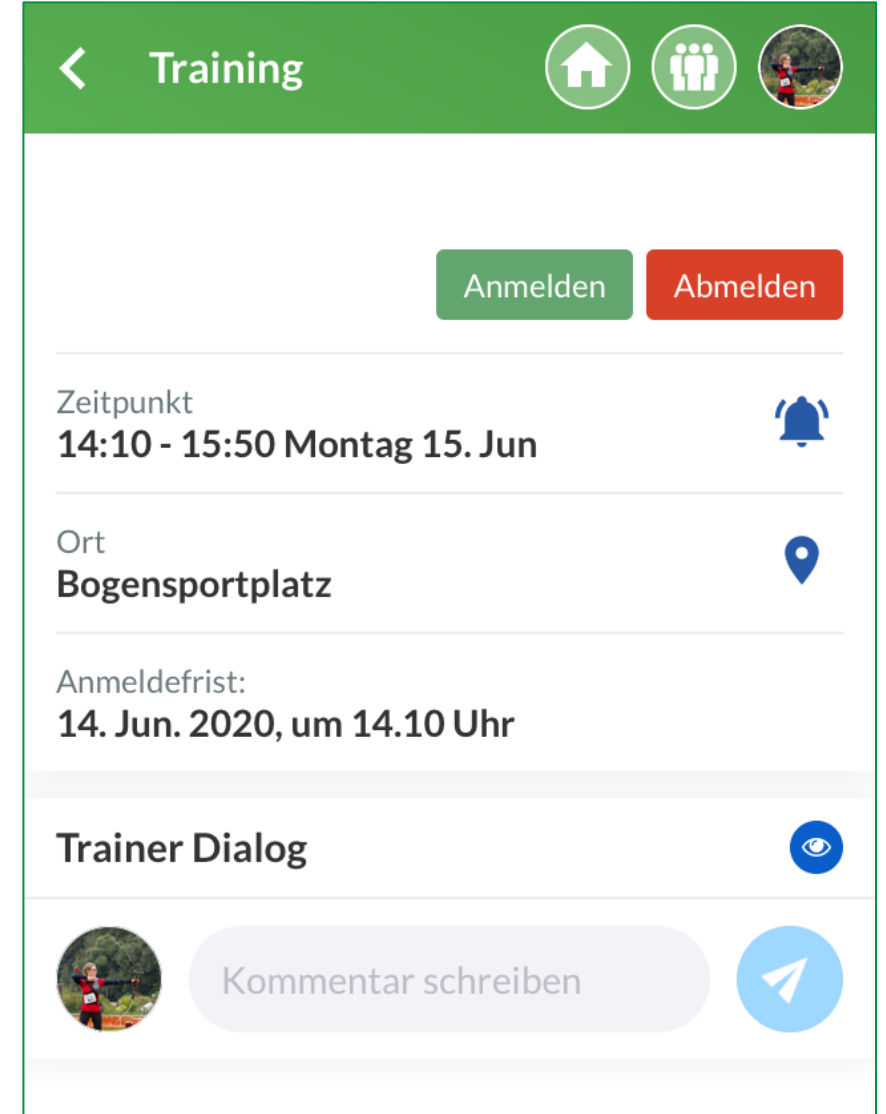 Training
Anmelden Abmelden
Zeitpunkt
14:10 - 15:50 Montag 15. Jun
Ort
Bogensportplatz
Anmeldefrist:
14. Jun. 2020, um 14.10 Uhr
Trainer Dialog
Kommentar schreiben